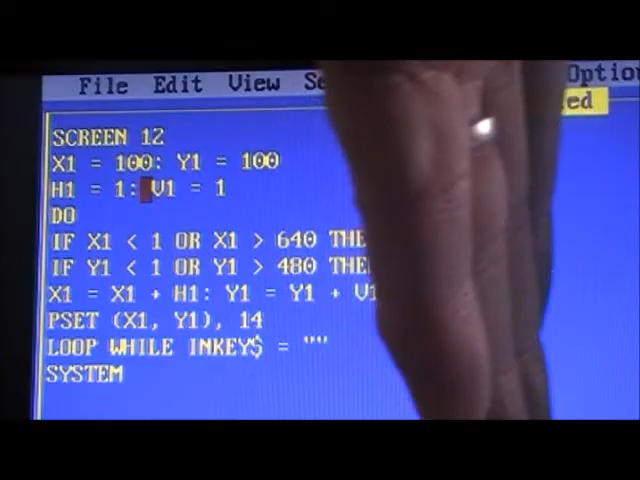 File Edit View
ed
SCREEN 12
X1 = 100: Y1 = 100
H1 = 1: V1 = 1
DO
IF X1 < 1 OR X1 > 640 THE
IF Y1 < 1 OR Y1 > 480 THE
X1 = X1 + H1: Y1 = Y1 + V1
PSET (X1, Y1), 14
LOOP WHILE INKEY$ = ""
SYSTEM